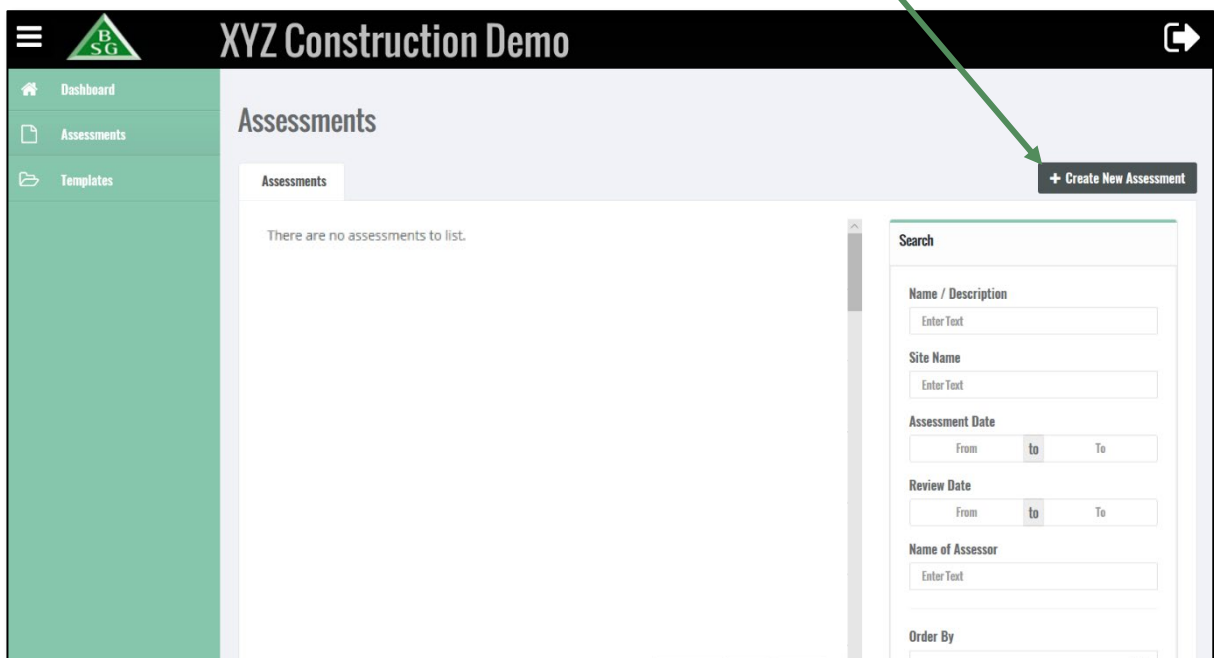 B
SG
XYZ Construction Demo
Dashboard
Assessments
Templates
Assessments
Assessments
+ Create New Assessment
There are no assessments to list.
Search
Name / Description
Enter Text
Site Name
Enter Text
Assessment Date
From to To
Review Date
From to To
Name of Assessor
Enter Text
Order By